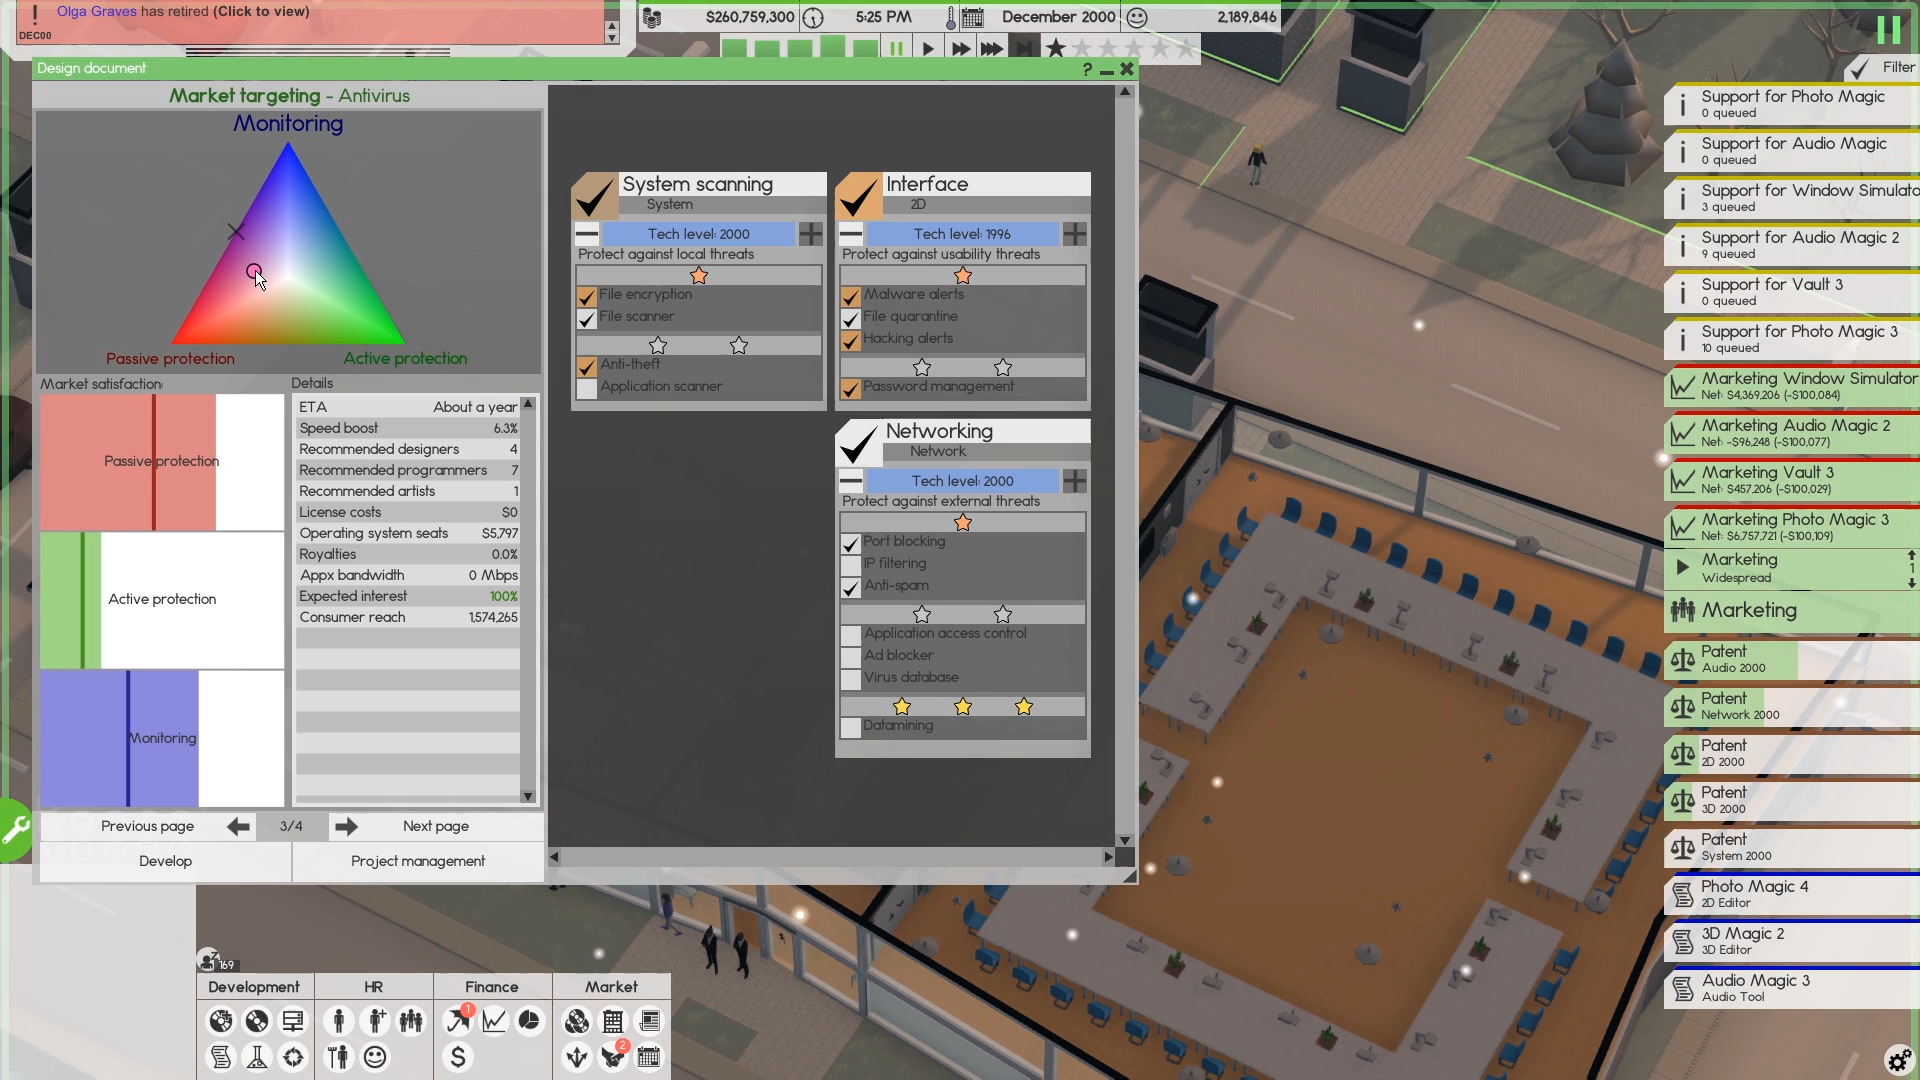 Olga Graves has retired (Click to view)
DEC00
$260,759,300
5:25 PM
December 2000
2,189,846
Design document
?
Filter
Market targeting - Antivirus
Monitoring
Passive protection
Active protection
Market satisfaction:
Passive protection
Active protection
Monitoring
Details
ETA About a year
Speed boost 6.3%
Recommended designers 4
Recommended programmers 7
Recommended artists 1
License costs $0
Operating system seats $5,797
Royalties 0.0%
Appx bandwidth 0 Mbps
Expected interest 100%
Consumer reach 1,574,265
Previous page
3/4
Next page
Develop
Project management
System scanning
System
Tech level: 2000
Protect against local threats
File encryption
File scanner
Anti-theft
Application scanner
Interface
2D
Tech level: 1996
Protect against usability threats
Malware alerts
File quarantine
Hacking alerts
Password management
Networking
Network
Tech level: 2000
Protect against external threats
Port blocking
IP filtering
Anti-spam
Application access control
Ad blocker
Virus database
Datamining
Support for Photo Magic
0 queued
Support for Audio Magic
0 queued
Support for Window Simulato
3 queued
Support for Audio Magic 2
9 queued
Support for Vault 3
0 queued
Support for Photo Magic 3
10 queued
Marketing Window Simulator
Net: $4,369,206 (-$100,084)
Marketing Audio Magic 2
Net: -$96,248 (-$100,077)
Marketing Vault 3
Net: $457,206 (-$100,029)
Marketing Photo Magic 3
Net: $6,757,721 (-$100,109)
Marketing
Widespread
1
Marketing
Patent
Audio 2000
Patent
Network 2000
Patent
2D 2000
Patent
3D 2000
Patent
System 2000
Photo Magic 4
2D Editor
3D Magic 2
3D Editor
Audio Magic 3
Audio Tool
169
Development
HR
Finance
Market
1
2